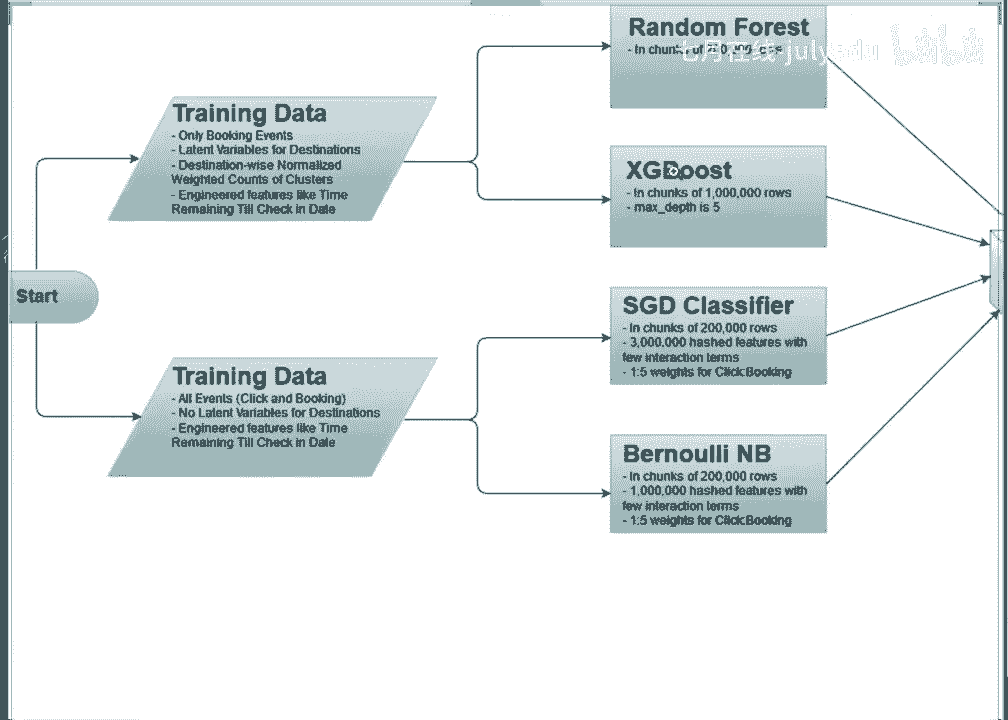 Random Forest
- In chunks of
七月在线 julyedu
Training Data
- Only Booking Events
- Latent Variables for Destinations
- Destination-wise Normalized
Weighted Counts of Clusters
- Engineered features like Time
Remaining Till Check in Date
XGBoost
- In chunks of 1,000,000 rows
- max_depth is 5
Start
SGD Classifier
- In chunks of 200,000 rows
- 3,000,000 hashed features with
few interaction terms
- 1:5 weights for Click:Booking
Training Data
- All Events (Click and Booking)
- No Latent Variables for Destinations
- Engineered features like Time
Remaining Till Check in Date
Bernoulli NB
- In chunks of 200,000 rows
- 1,000,000 hashed features with
few interaction terms
- 1:5 weights for Click:Booking